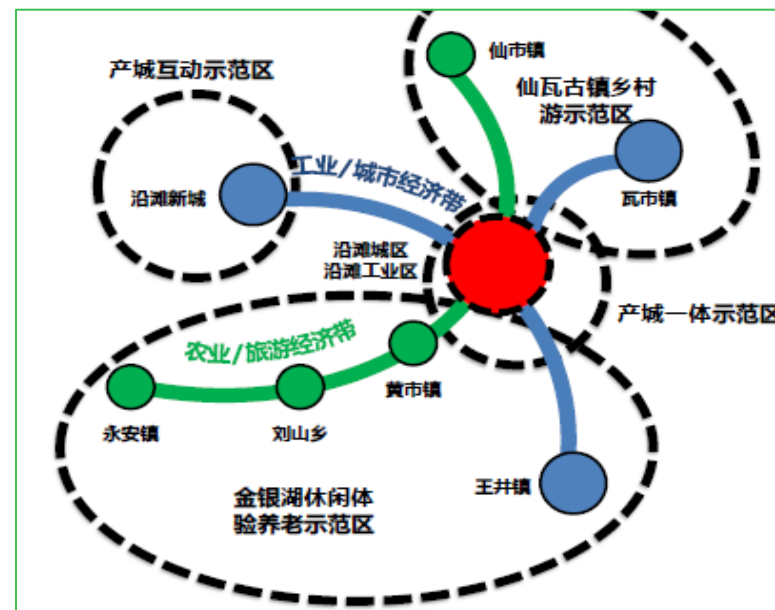 仙市镇
产城互动示范区
仙瓦古镇乡村
游示范区
工业/城市经济带
沿滩新城
瓦市镇
沿滩城区
沿滩工业区
产城一体示范区
农业/旅游经济带
黄市镇
永安镇
刘山乡
王井镇
金银湖休闲体
验养老示范区